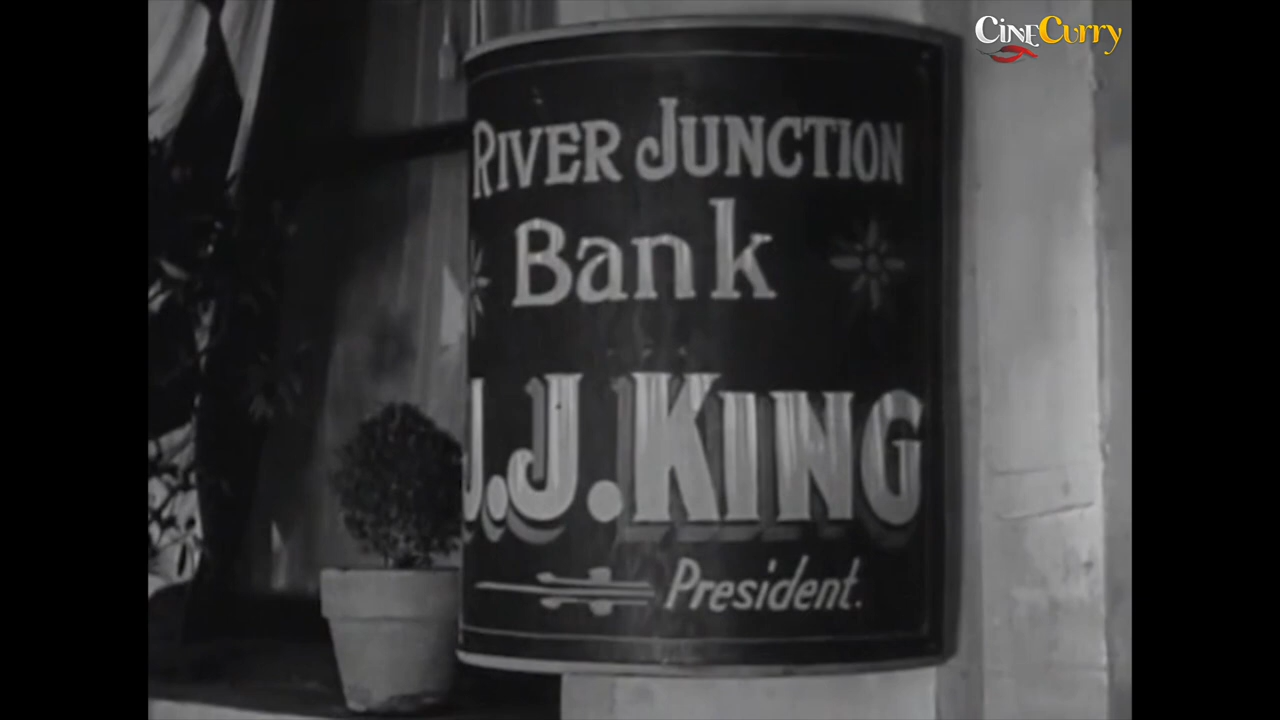 CINECURRY
RIVER JUNCTION
Bank
J.J. KING
President.